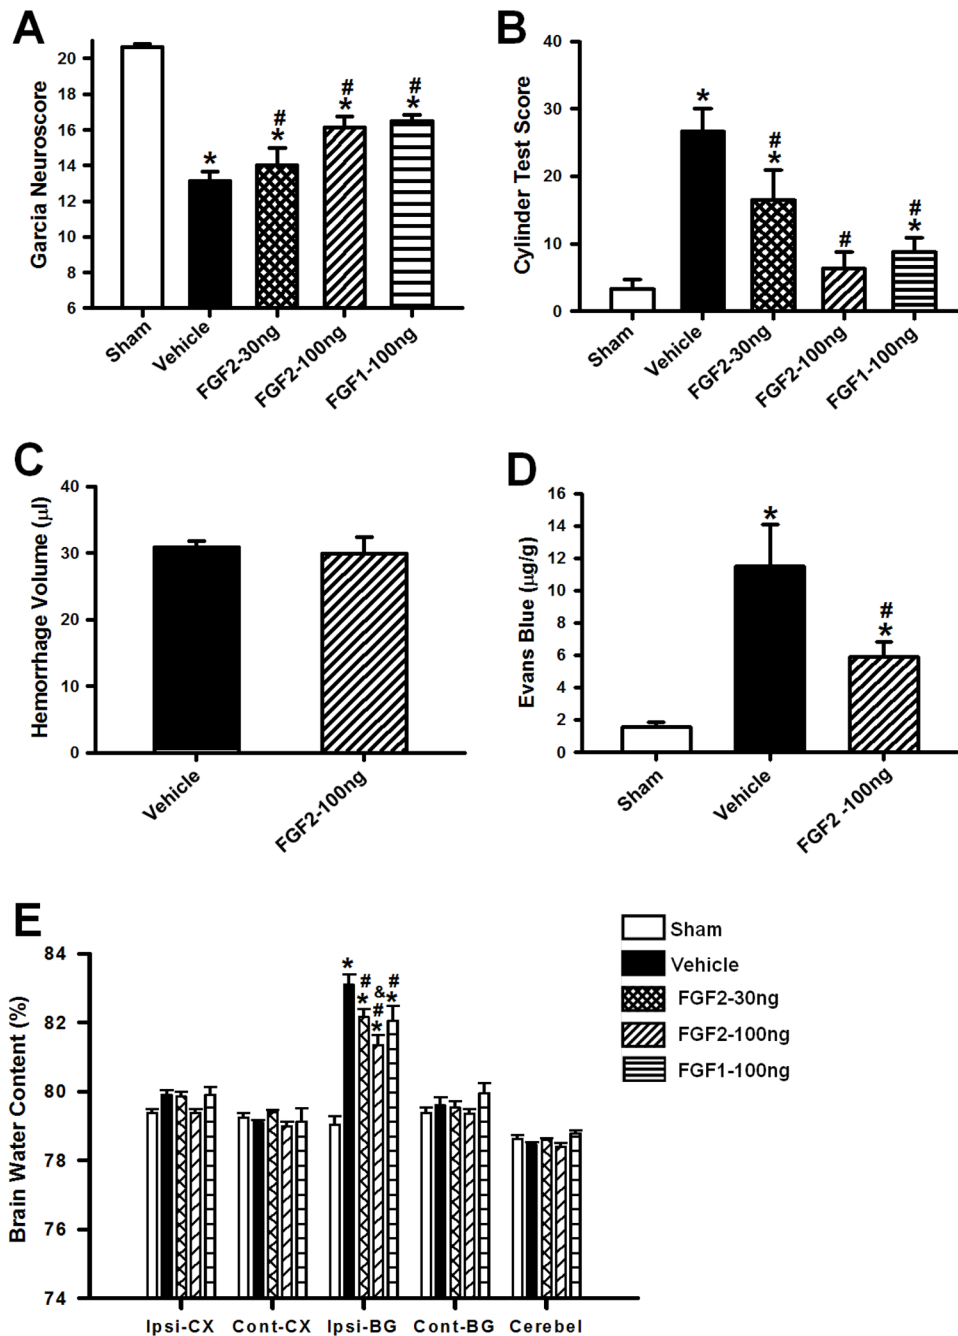 A
Garcia Neuroscore
20
18
16
14
12
10
8
6
*
# *
# *
# *
Sham
Vehicle
FGF2-30ng
FGF2-100ng
FGF1-100ng
B
Cylinder Test Score
40
30
20
10
0
*
# *
#
# *
Sham
Vehicle
FGF2-30ng
FGF2-100ng
FGF1-100ng
C
Hemorrhage Volume (µl)
40
30
20
10
0
Vehicle
FGF2-100ng
D
Evans Blue (µg/g)
16
14
12
10
8
6
4
2
0
*
# *
Sham
Vehicle
FGF2 -100ng
E
Brain Water Content (%)
84
82
80
78
76
74
*
# *
& # *
# *
Ipsi-CX
Cont-CX
Ipsi-BG
Cont-BG
Cerebel
Sham
Vehicle
FGF2-30ng
FGF2-100ng
FGF1-100ng